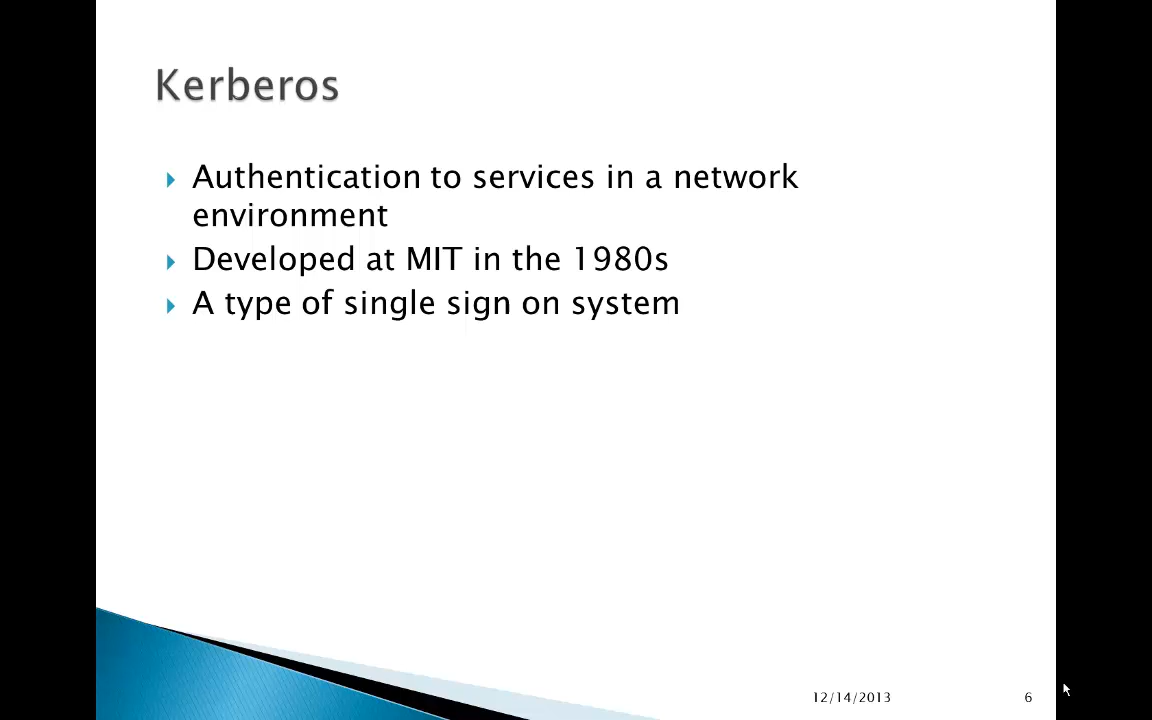 Kerberos
Authentication to services in a network
environment
Developed at MIT in the 1980s
A type of single sign on system
12/14/2013
6